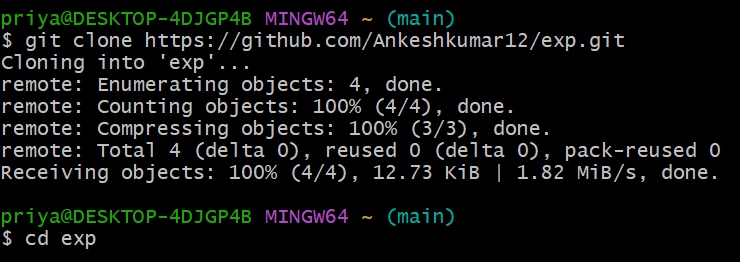 priya@DESKTOP-4DJGP4B MINGW64 ~ (main)
$ git clone https://github.com/Ankeshkumar12/exp.git
Cloning into 'exp'...
remote: Enumerating objects: 4, done.
remote: Counting objects: 100% (4/4), done.
remote: Compressing objects: 100% (3/3), done.
remote: Total 4 (delta 0), reused 0 (delta 0), pack-reused 0
Receiving objects: 100% (4/4), 12.73 KiB | 1.82 MiB/s, done.
priya@DESKTOP-4DJGP4B MINGW64 ~ (main)
$ cd exp